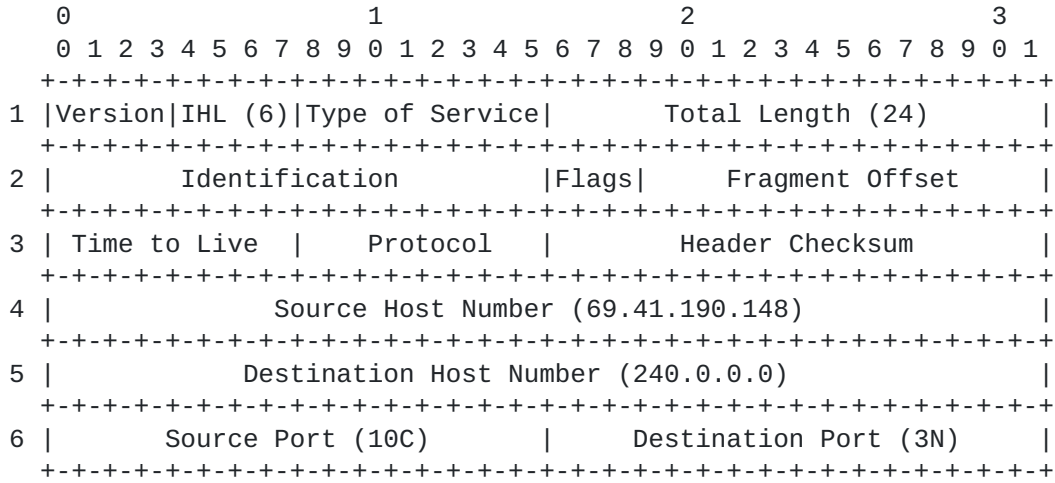 0                   1                   2                   3
0 1 2 3 4 5 6 7 8 9 0 1 2 3 4 5 6 7 8 9 0 1 2 3 4 5 6 7 8 9 0 1
+-+-+-+-+-+-+-+-+-+-+-+-+-+-+-+-+-+-+-+-+-+-+-+-+-+-+-+-+-+-+-+-+
1 |Version|IHL (6)|Type of Service|       Total Length (24)       |
+-+-+-+-+-+-+-+-+-+-+-+-+-+-+-+-+-+-+-+-+-+-+-+-+-+-+-+-+-+-+-+-+
2 |        Identification         |Flags|     Fragment Offset     |
+-+-+-+-+-+-+-+-+-+-+-+-+-+-+-+-+-+-+-+-+-+-+-+-+-+-+-+-+-+-+-+-+
3 | Time to Live  |    Protocol   |        Header Checksum        |
+-+-+-+-+-+-+-+-+-+-+-+-+-+-+-+-+-+-+-+-+-+-+-+-+-+-+-+-+-+-+-+-+
4 |              Source Host Number (69.41.190.148)               |
+-+-+-+-+-+-+-+-+-+-+-+-+-+-+-+-+-+-+-+-+-+-+-+-+-+-+-+-+-+-+-+-+
5 |            Destination Host Number (240.0.0.0)                |
+-+-+-+-+-+-+-+-+-+-+-+-+-+-+-+-+-+-+-+-+-+-+-+-+-+-+-+-+-+-+-+-+
6 |       Source Port (10C)       |     Destination Port (3N)     |
+-+-+-+-+-+-+-+-+-+-+-+-+-+-+-+-+-+-+-+-+-+-+-+-+-+-+-+-+-+-+-+-+